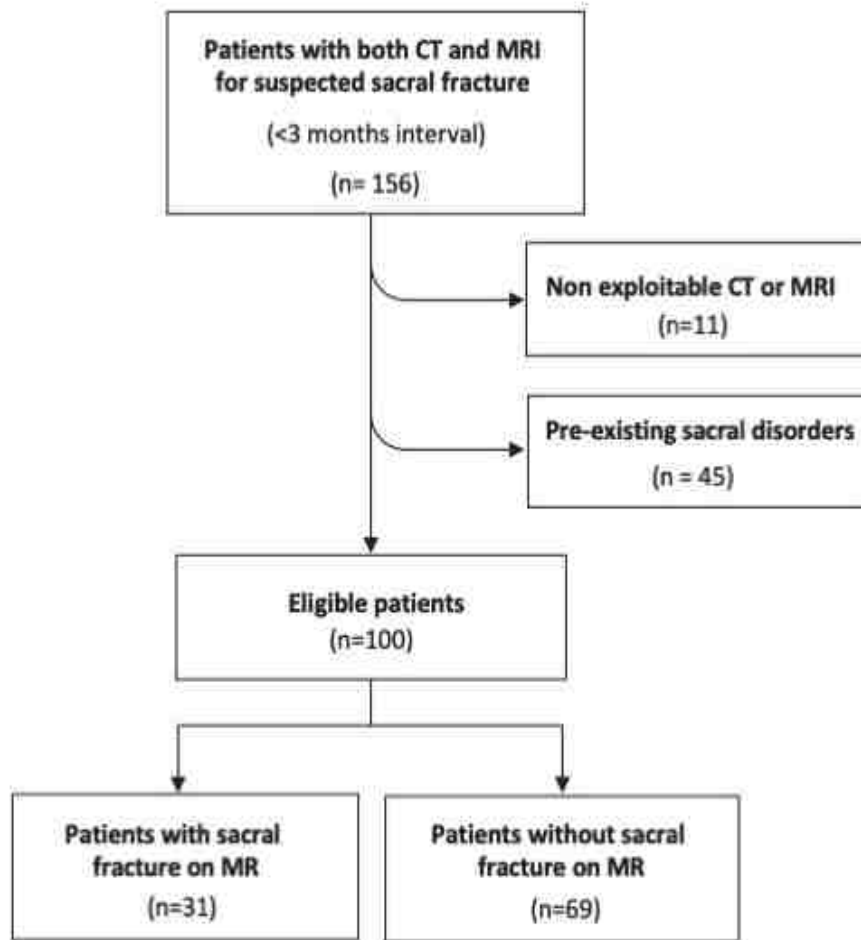 Patients with both CT and MRI
for suspected sacral fracture
(<3 months interval)
(n= 156)
Non exploitable CT or MRI
(n=11)
Pre-existing sacral disorders
(n = 45)
Eligible patients
(n=100)
Patients with sacral
fracture on MR
(n=31)
Patients without sacral
fracture on MR
(n=69)